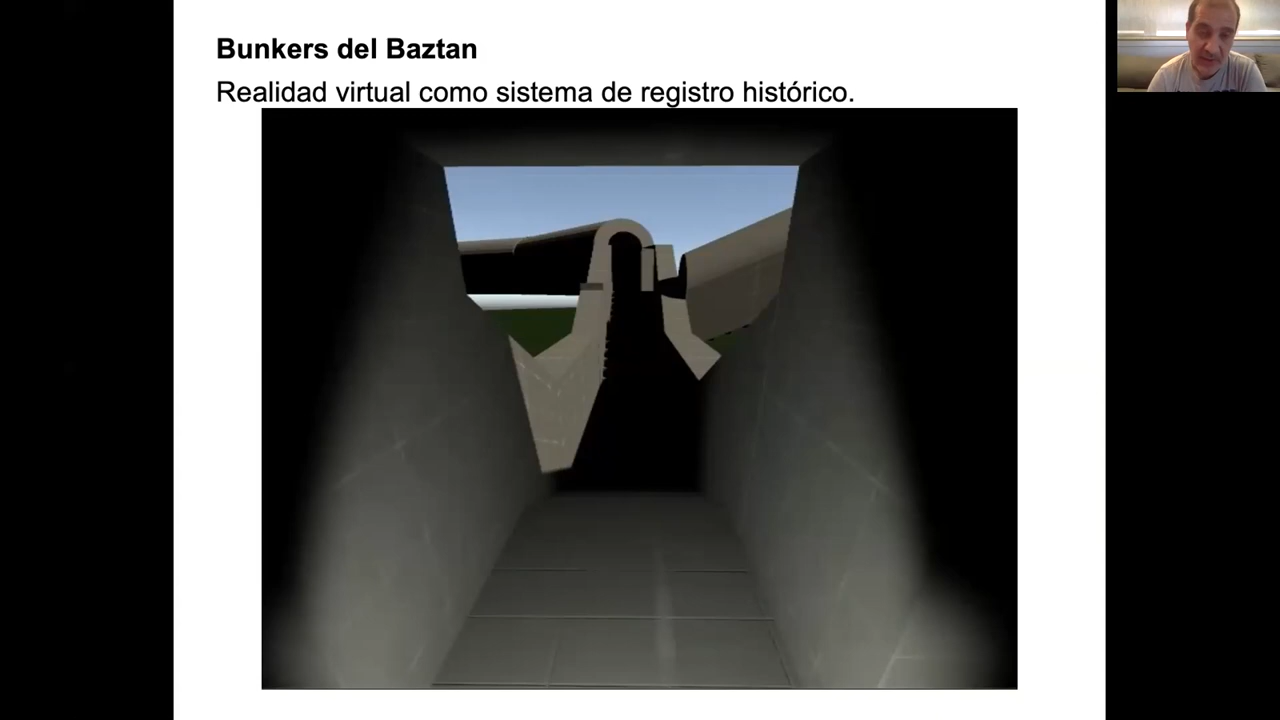 Bunkers del Baztan
Realidad virtual como sistema de registro histórico.